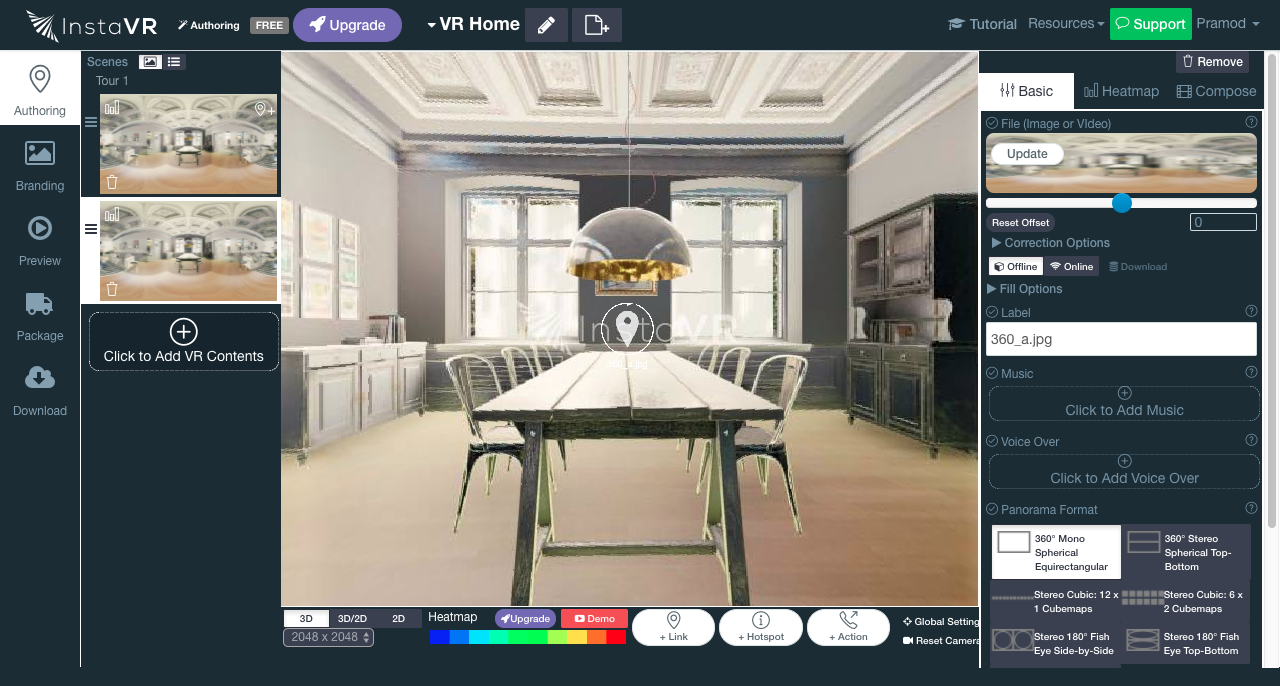 InstaVR
Authoring
FREE
Upgrade
VR Home
Tutorial
Resources
Support
Pramod
Authoring
Branding
Preview
Package
Download
Scenes
Tour 1
Click to Add VR Contents
InstaVR
360_a.jpg
3D
3D/2D
2D
2048 x 2048
Heatmap
Upgrade
Demo
+ Link
+ Hotspot
+ Action
Global Setting
Reset Camera
Remove
Basic
Heatmap
Compose
File (Image or VIdeo)
Update
Reset Offset
0
Correction Options
Offline
Online
Download
Fill Options
Label
360_a.jpg
Music
Click to Add Music
Voice Over
Click to Add Voice Over
Panorama Format
360° Mono
Spherical
Equirectangular
360° Stereo
Spherical Top-
Bottom
Stereo Cubic: 12 x
1 Cubemaps
Stereo Cubic: 6 x
2 Cubemaps
Stereo 180° Fish
Eye Side-by-Side
Stereo 180° Fish
Eye Top-Bottom